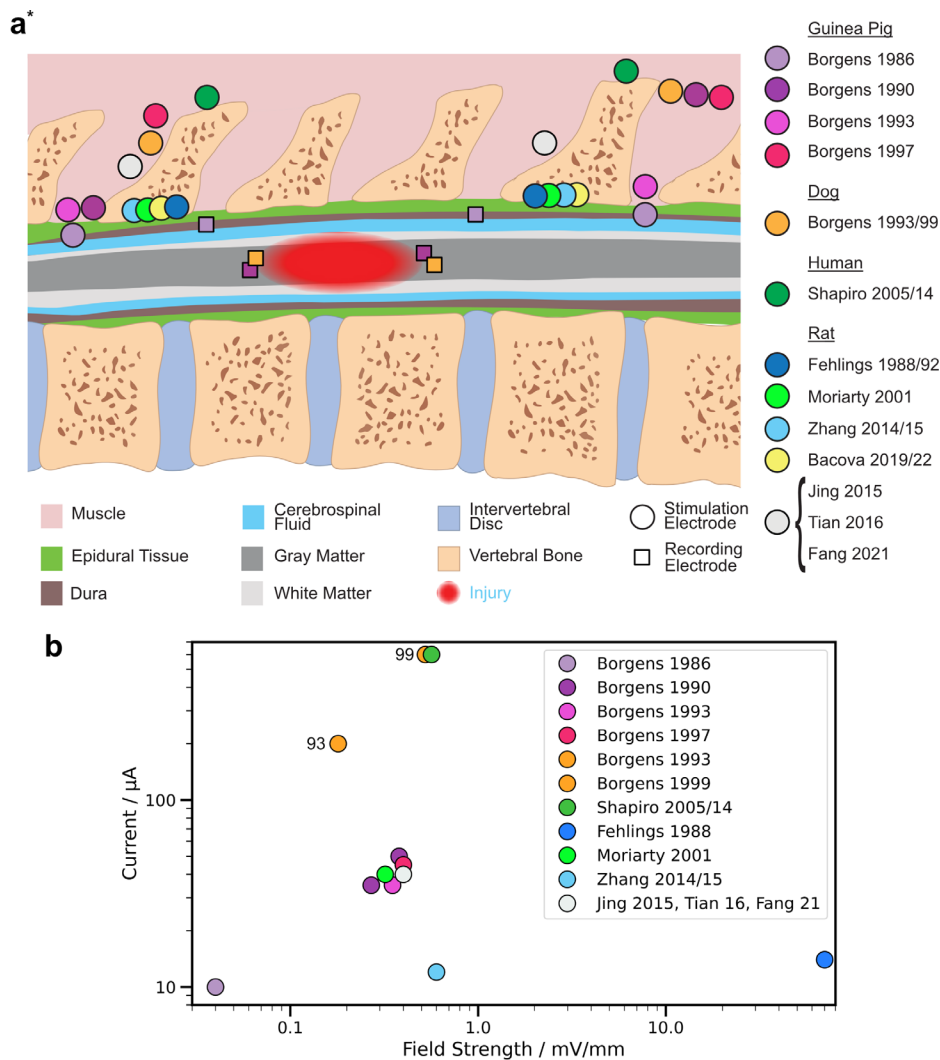 a*
Guinea Pig
Borgens 1986
Borgens 1990
Borgens 1993
Borgens 1997
Dog
Borgens 1993/99
Human
Shapiro 2005/14
Rat
Fehlings 1988/92
Moriarty 2001
Zhang 2014/15
Bacova 2019/22
Jing 2015
Tian 2016
Fang 2021
Muscle
Epidural Tissue
Dura
Cerebrospinal
Fluid
Gray Matter
White Matter
Intervertebral
Disc
Vertebral Bone
Injury
Stimulation
Electrode
Recording
Electrode
b
Current / µA
100
10
99
93
Borgens 1986
Borgens 1990
Borgens 1993
Borgens 1997
Borgens 1993
Borgens 1999
Shapiro 2005/14
Fehlings 1988
Moriarty 2001
Zhang 2014/15
Jing 2015, Tian 16, Fang 21
0.1
1.0
10.0
Field Strength / mV/mm